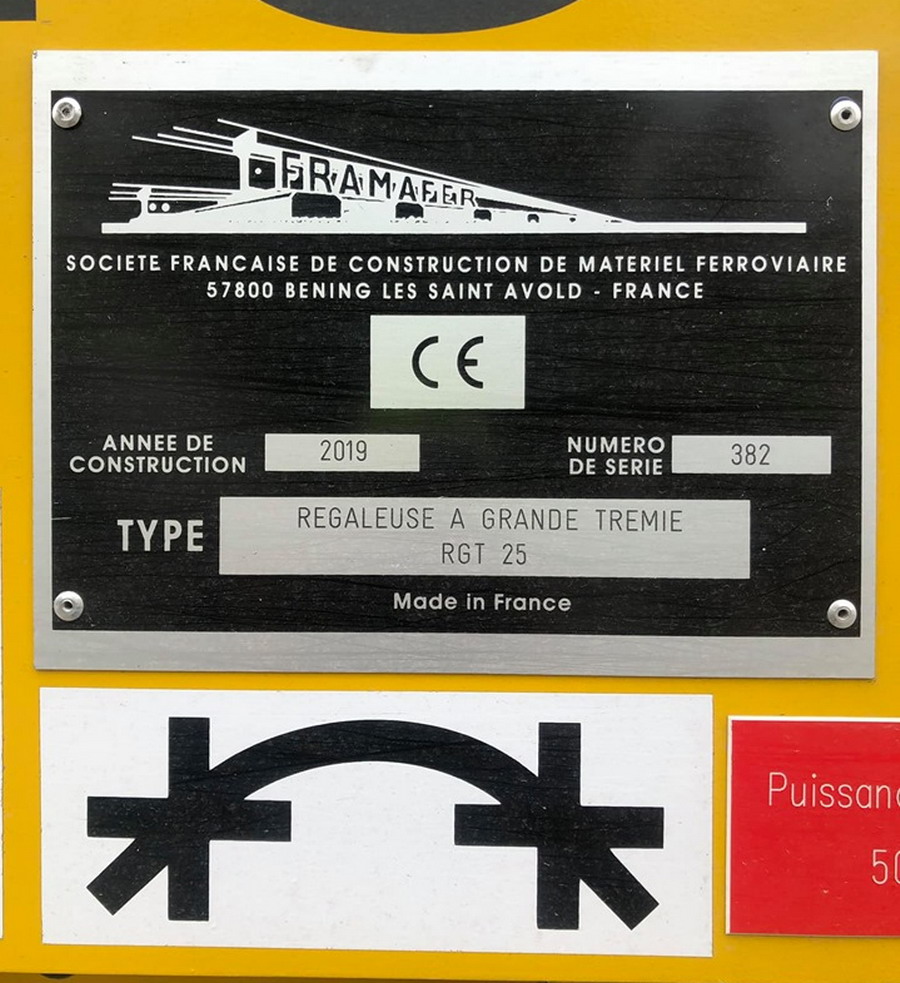 FRAMAFER
SOCIETE FRANCAISE DE CONSTRUCTION DE MATERIEL FERROVIAIRE
57800 BENING LES SAINT AVOLD - FRANCE
CE
ANNEE DE
CONSTRUCTION
2019
NUMERO
DE SERIE
382
TYPE
REGALEUSE A GRANDE TREMIE
RGT 25
Made in France